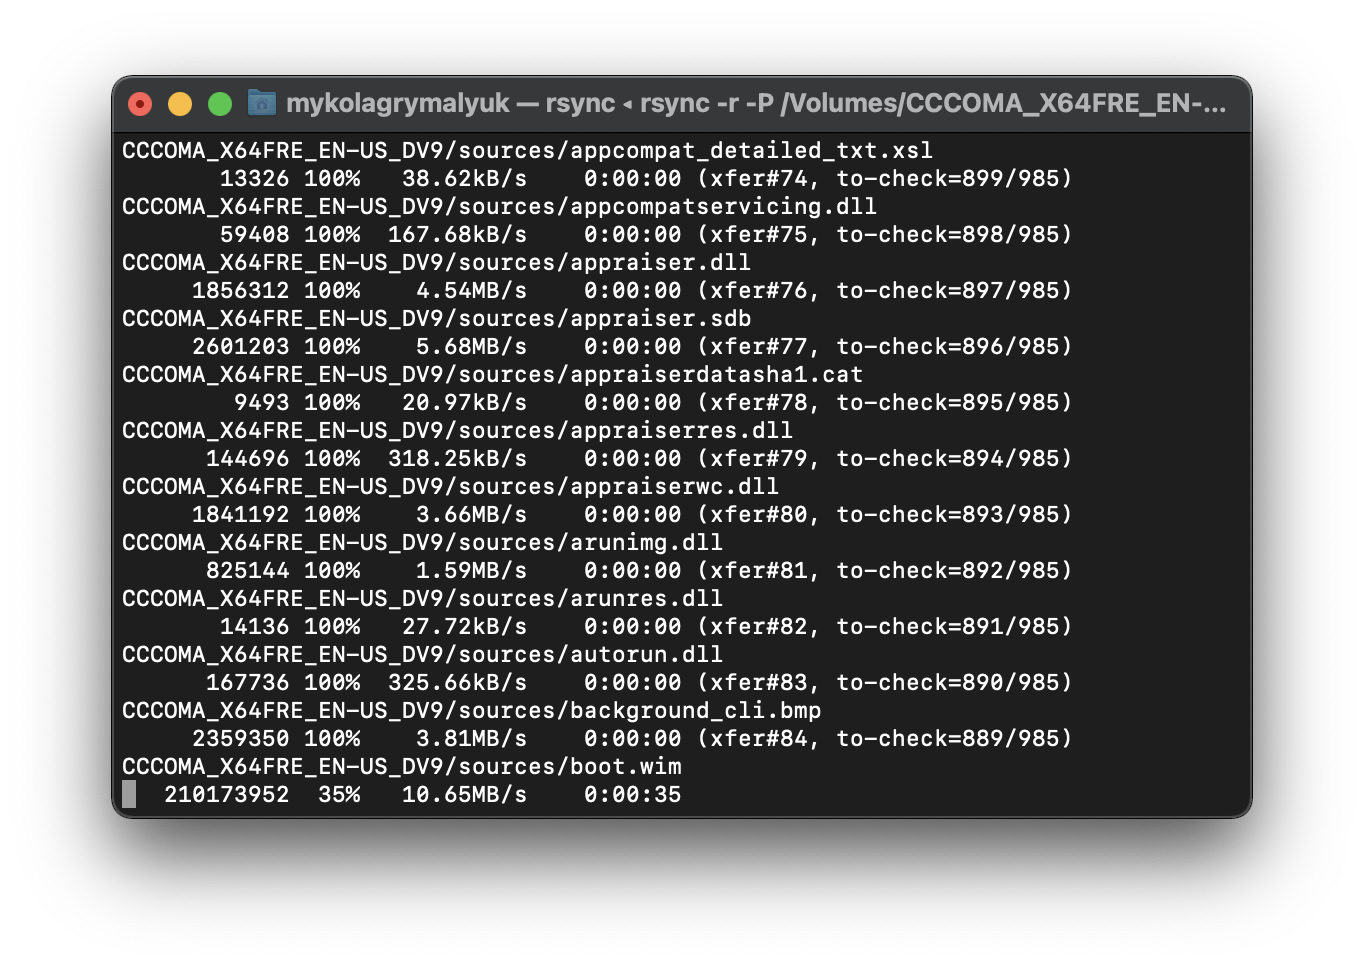 mykolagrymalyuk — rsync ◂ rsync -r -P /Volumes/CCCOMA_X64FRE_EN-...
CCCOMA_X64FRE_EN-US_DV9/sources/appcompat_detailed_txt.xsl
13326 100% 38.62kB/s 0:00:00 (xfer#74, to-check=899/985)
CCCOMA_X64FRE_EN-US_DV9/sources/appcompatservicing.dll
59408 100% 167.68kB/s 0:00:00 (xfer#75, to-check=898/985)
CCCOMA_X64FRE_EN-US_DV9/sources/appraiser.dll
1856312 100% 4.54MB/s 0:00:00 (xfer#76, to-check=897/985)
CCCOMA_X64FRE_EN-US_DV9/sources/appraiser.sdb
2601203 100% 5.68MB/s 0:00:00 (xfer#77, to-check=896/985)
CCCOMA_X64FRE_EN-US_DV9/sources/appraiserdatasha1.cat
9493 100% 20.97kB/s 0:00:00 (xfer#78, to-check=895/985)
CCCOMA_X64FRE_EN-US_DV9/sources/appraiserres.dll
144696 100% 318.25kB/s 0:00:00 (xfer#79, to-check=894/985)
CCCOMA_X64FRE_EN-US_DV9/sources/appraiserwc.dll
1841192 100% 3.66MB/s 0:00:00 (xfer#80, to-check=893/985)
CCCOMA_X64FRE_EN-US_DV9/sources/arunimg.dll
825144 100% 1.59MB/s 0:00:00 (xfer#81, to-check=892/985)
CCCOMA_X64FRE_EN-US_DV9/sources/arunres.dll
14136 100% 27.72kB/s 0:00:00 (xfer#82, to-check=891/985)
CCCOMA_X64FRE_EN-US_DV9/sources/autorun.dll
167736 100% 325.66kB/s 0:00:00 (xfer#83, to-check=890/985)
CCCOMA_X64FRE_EN-US_DV9/sources/background_cli.bmp
2359350 100% 3.81MB/s 0:00:00 (xfer#84, to-check=889/985)
CCCOMA_X64FRE_EN-US_DV9/sources/boot.wim
210173952 35% 10.65MB/s 0:00:35